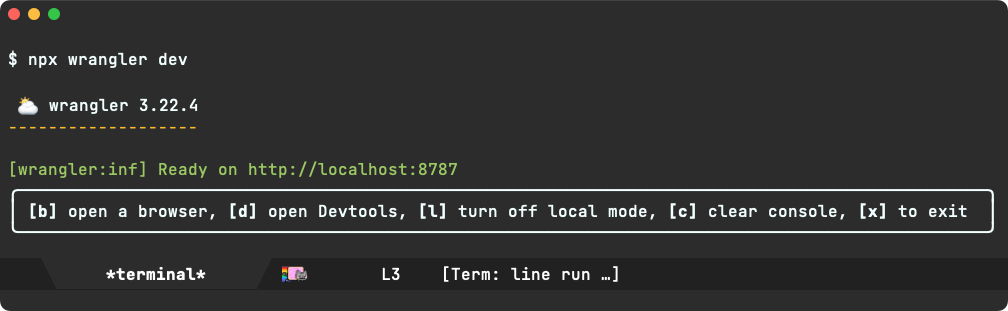 $ npx wrangler dev
⛅ wrangler 3.22.4
-------------------
[wrangler:inf] Ready on http://localhost:8787
[b] open a browser, [d] open Devtools, [l] turn off local mode, [c] clear console, [x] to exit
*terminal* L3 [Term: line run …]